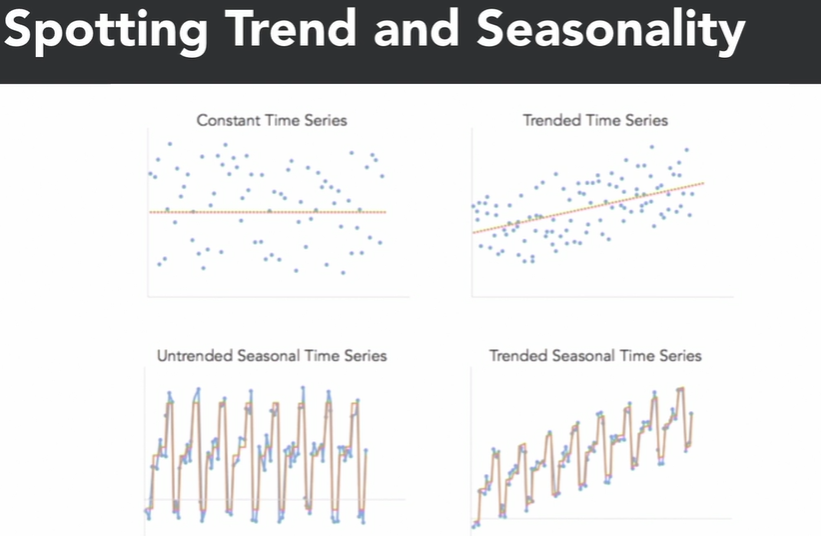 Spotting Trend and Seasonality
Constant Time Series
Trended Time Series
Untrended Seasonal Time Series
Trended Seasonal Time Series